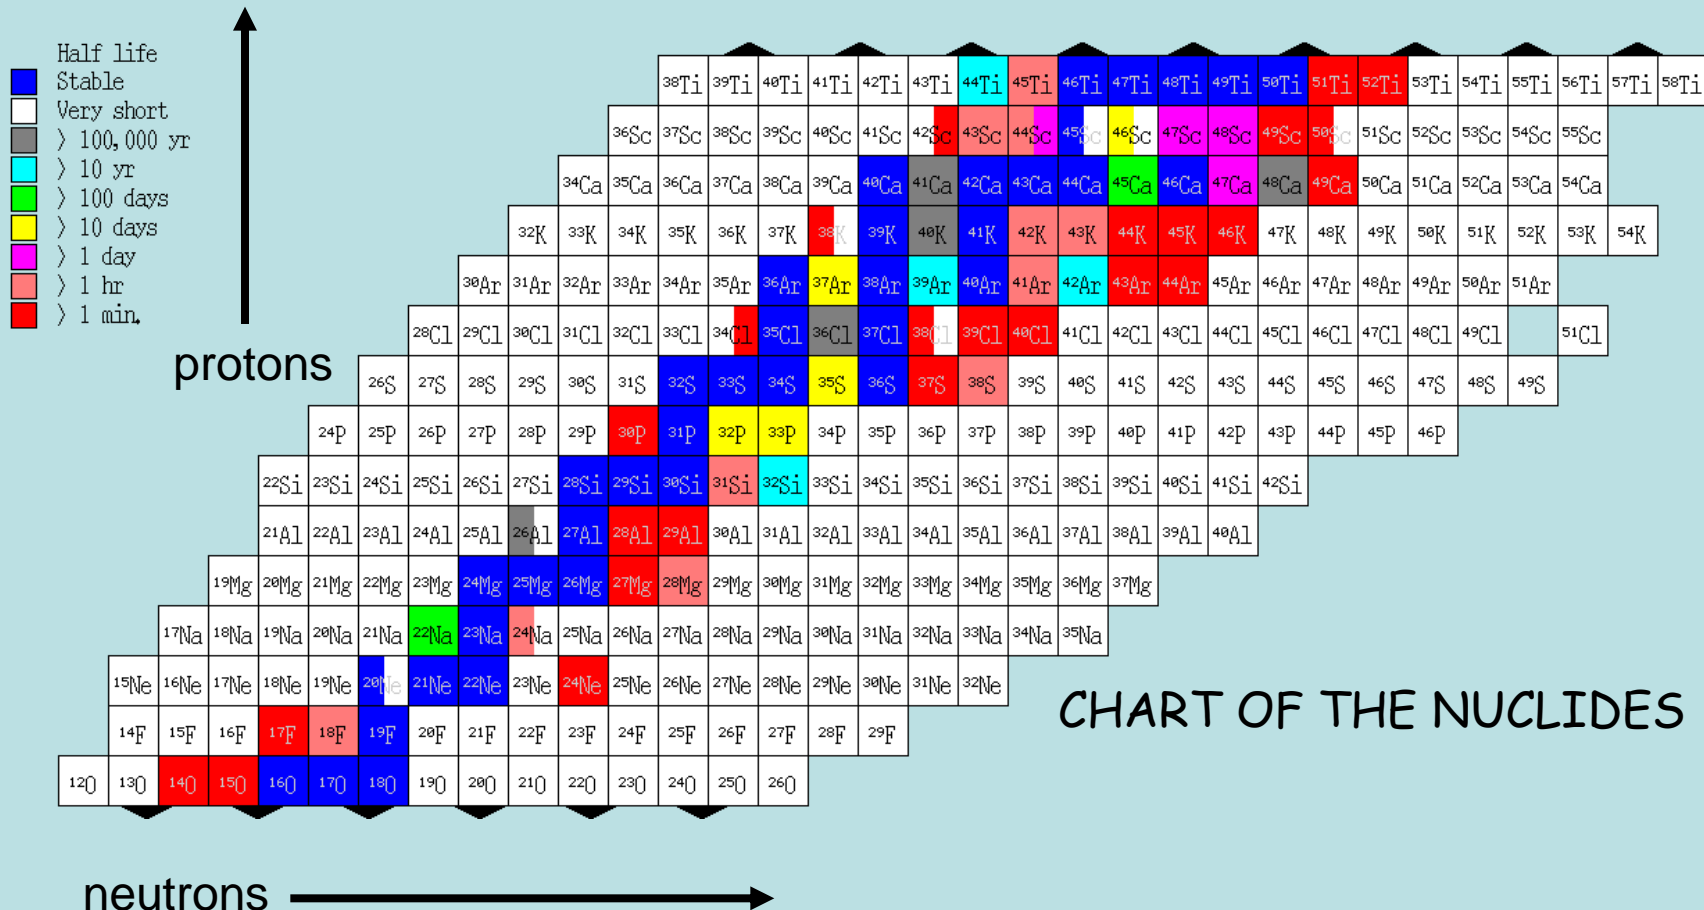 Half life
Stable
Very short
> 100,000 yr
> 10 yr
> 100 days
> 10 days
> 1 day
> 1 hr
> 1 min.
protons
38Ti 39Ti 40Ti 41Ti 42Ti 43Ti 44Ti 45Ti 46Ti 47Ti 48Ti 49Ti 50Ti 51Ti 52Ti 53Ti 54Ti 55Ti 56Ti 57Ti 58Ti
36Sc 37Sc 38Sc 39Sc 40Sc 41Sc 42Sc 43Sc 44Sc 45Sc 46Sc 47Sc 48Sc 49Sc 50Sc 51Sc 52Sc 53Sc 54Sc 55Sc
34Ca 35Ca 36Ca 37Ca 38Ca 39Ca 40Ca 41Ca 42Ca 43Ca 44Ca 45Ca 46Ca 47Ca 48Ca 49Ca 50Ca 51Ca 52Ca 53Ca 54Ca
32K 33K 34K 35K 36K 37K 38K 39K 40K 41K 42K 43K 44K 45K 46K 47K 48K 49K 50K 51K 52K 53K 54K
30Ar 31Ar 32Ar 33Ar 34Ar 35Ar 36Ar 37Ar 38Ar 39Ar 40Ar 41Ar 42Ar 43Ar 44Ar 45Ar 46Ar 47Ar 48Ar 49Ar 50Ar 51Ar
28Cl 29Cl 30Cl 31Cl 32Cl 33Cl 34Cl 35Cl 36Cl 37Cl 38Cl 39Cl 40Cl 41Cl 42Cl 43Cl 44Cl 45Cl 46Cl 47Cl 48Cl 49Cl 51Cl
26S 27S 28S 29S 30S 31S 32S 33S 34S 35S 36S 37S 38S 39S 40S 41S 42S 43S 44S 45S 46S 47S 48S 49S
24P 25P 26P 27P 28P 29P 30P 31P 32P 33P 34P 35P 36P 37P 38P 39P 40P 41P 42P 43P 44P 45P 46P
22Si 23Si 24Si 25Si 26Si 27Si 28Si 29Si 30Si 31Si 32Si 33Si 34Si 35Si 36Si 37Si 38Si 39Si 40Si 41Si 42Si
21Al 22Al 23Al 24Al 25Al 26Al 27Al 28Al 29Al 30Al 31Al 32Al 33Al 34Al 35Al 36Al 37Al 38Al 39Al 40Al
19Mg 20Mg 21Mg 22Mg 23Mg 24Mg 25Mg 26Mg 27Mg 28Mg 29Mg 30Mg 31Mg 32Mg 33Mg 34Mg 35Mg 36Mg 37Mg
17Na 18Na 19Na 20Na 21Na 22Na 23Na 24Na 25Na 26Na 27Na 28Na 29Na 30Na 31Na 32Na 33Na 34Na 35Na
15Ne 16Ne 17Ne 18Ne 19Ne 20Ne 21Ne 22Ne 23Ne 24Ne 25Ne 26Ne 27Ne 28Ne 29Ne 30Ne 31Ne 32Ne
14F 15F 16F 17F 18F 19F 20F 21F 22F 23F 24F 25F 26F 27F 28F 29F
12O 13O 14O 15O 16O 17O 18O 19O 20O 21O 22O 23O 24O 25O 26O
CHART OF THE NUCLIDES
neutrons